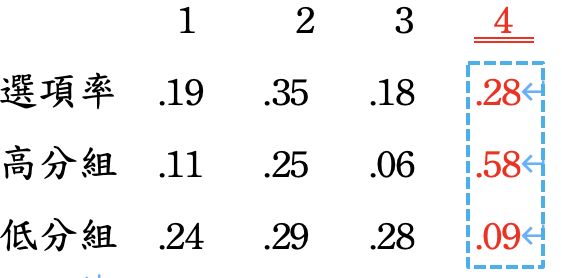 1 2 3 4
選項率 .19 .35 .18 .28↵
高分組 .11 .25 .06 .58↵
低分組 .24 .29 .28 .09↵